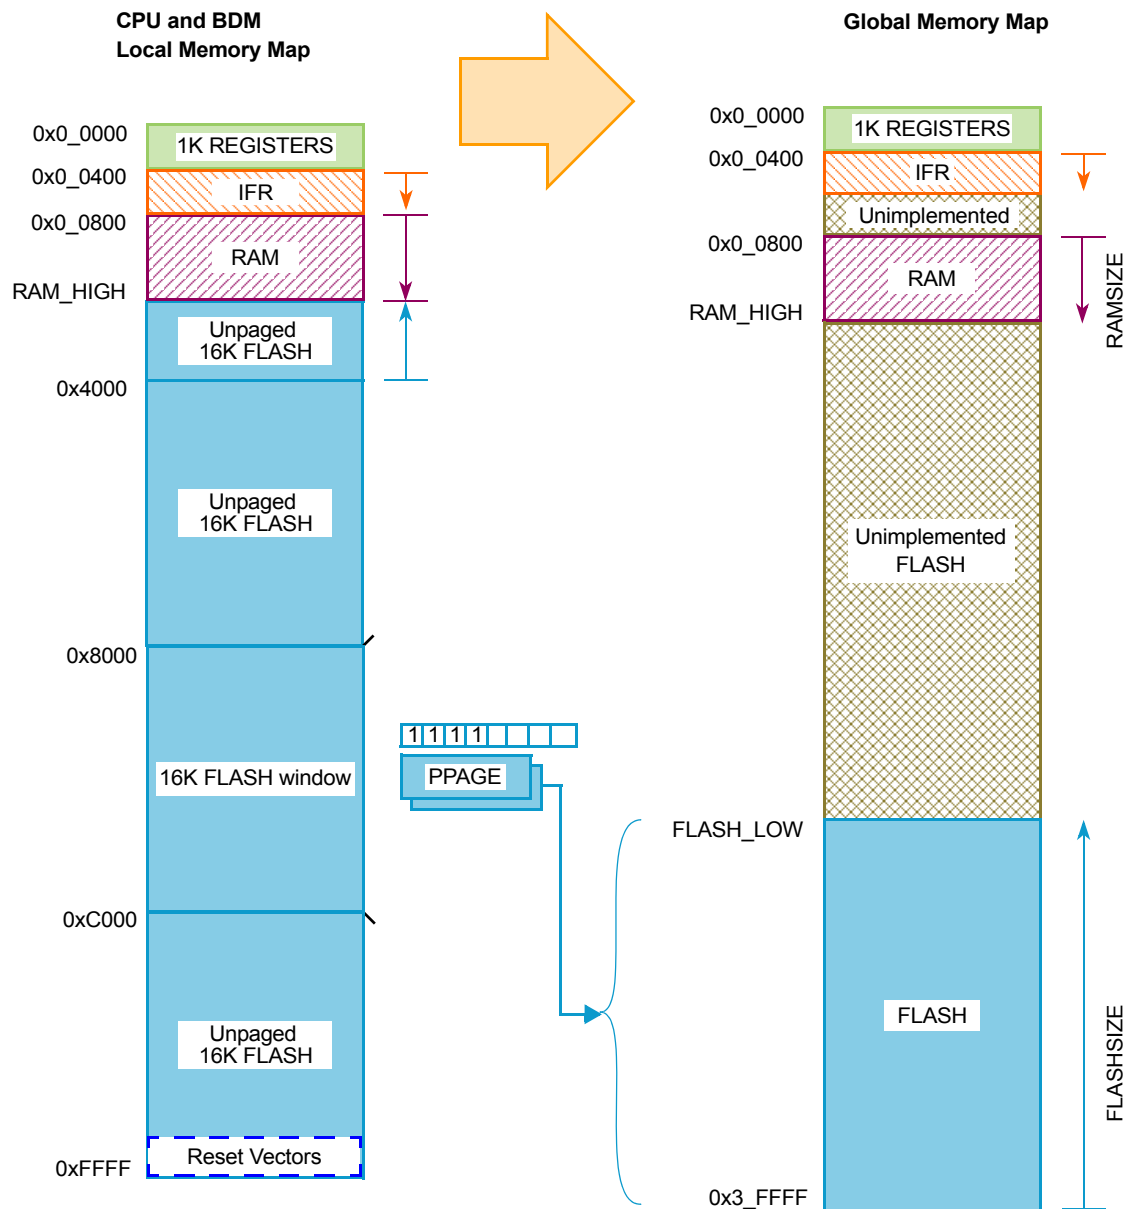 CPU and BDM
Local Memory Map
0x0_0000
1K REGISTERS
0x0_0400
IFR
0x0_0800
RAM
RAM_HIGH
Unpaged
16K FLASH
0x4000
Unpaged
16K FLASH
0x8000
16K FLASH window
0xC000
Unpaged
16K FLASH
Reset Vectors
0xFFFF
1 1 1 1
PPAGE
Global Memory Map
0x0_0000
1K REGISTERS
0x0_0400
IFR
Unimplemented
0x0_0800
RAM
RAM_HIGH
RAMSIZE
Unimplemented
FLASH
FLASH_LOW
FLASH
FLASHSIZE
0x3_FFFF